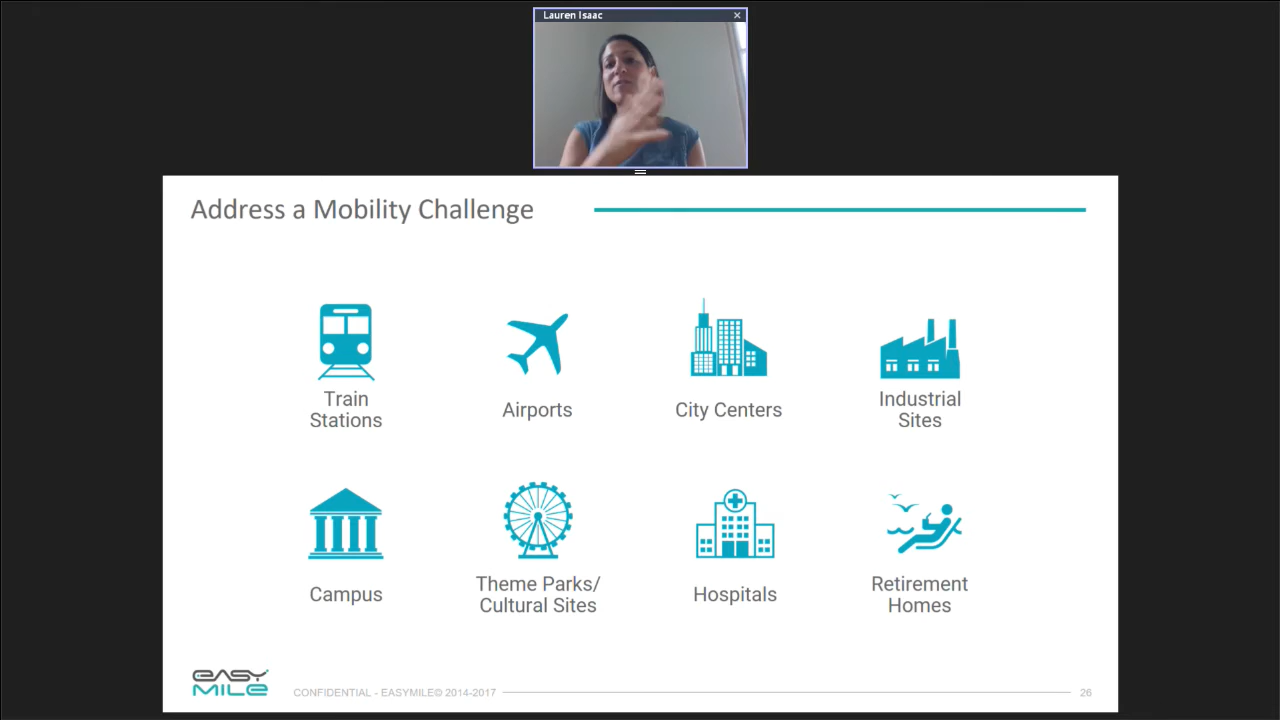 Lauren Isaac
Address a Mobility Challenge
Train
Stations
Airports
City Centers
Industrial
Sites
Campus
Theme Parks/
Cultural Sites
Hospitals
Retirement
Homes
EASY
MILE
CONFIDENTIAL - EASYMILE© 2014-2017
26